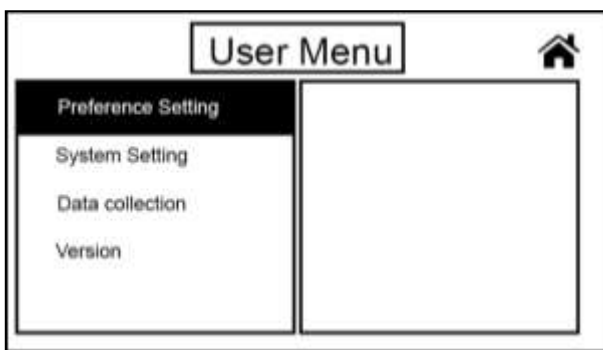 User Menu
Preference Setting
System Setting
Data collection
Version